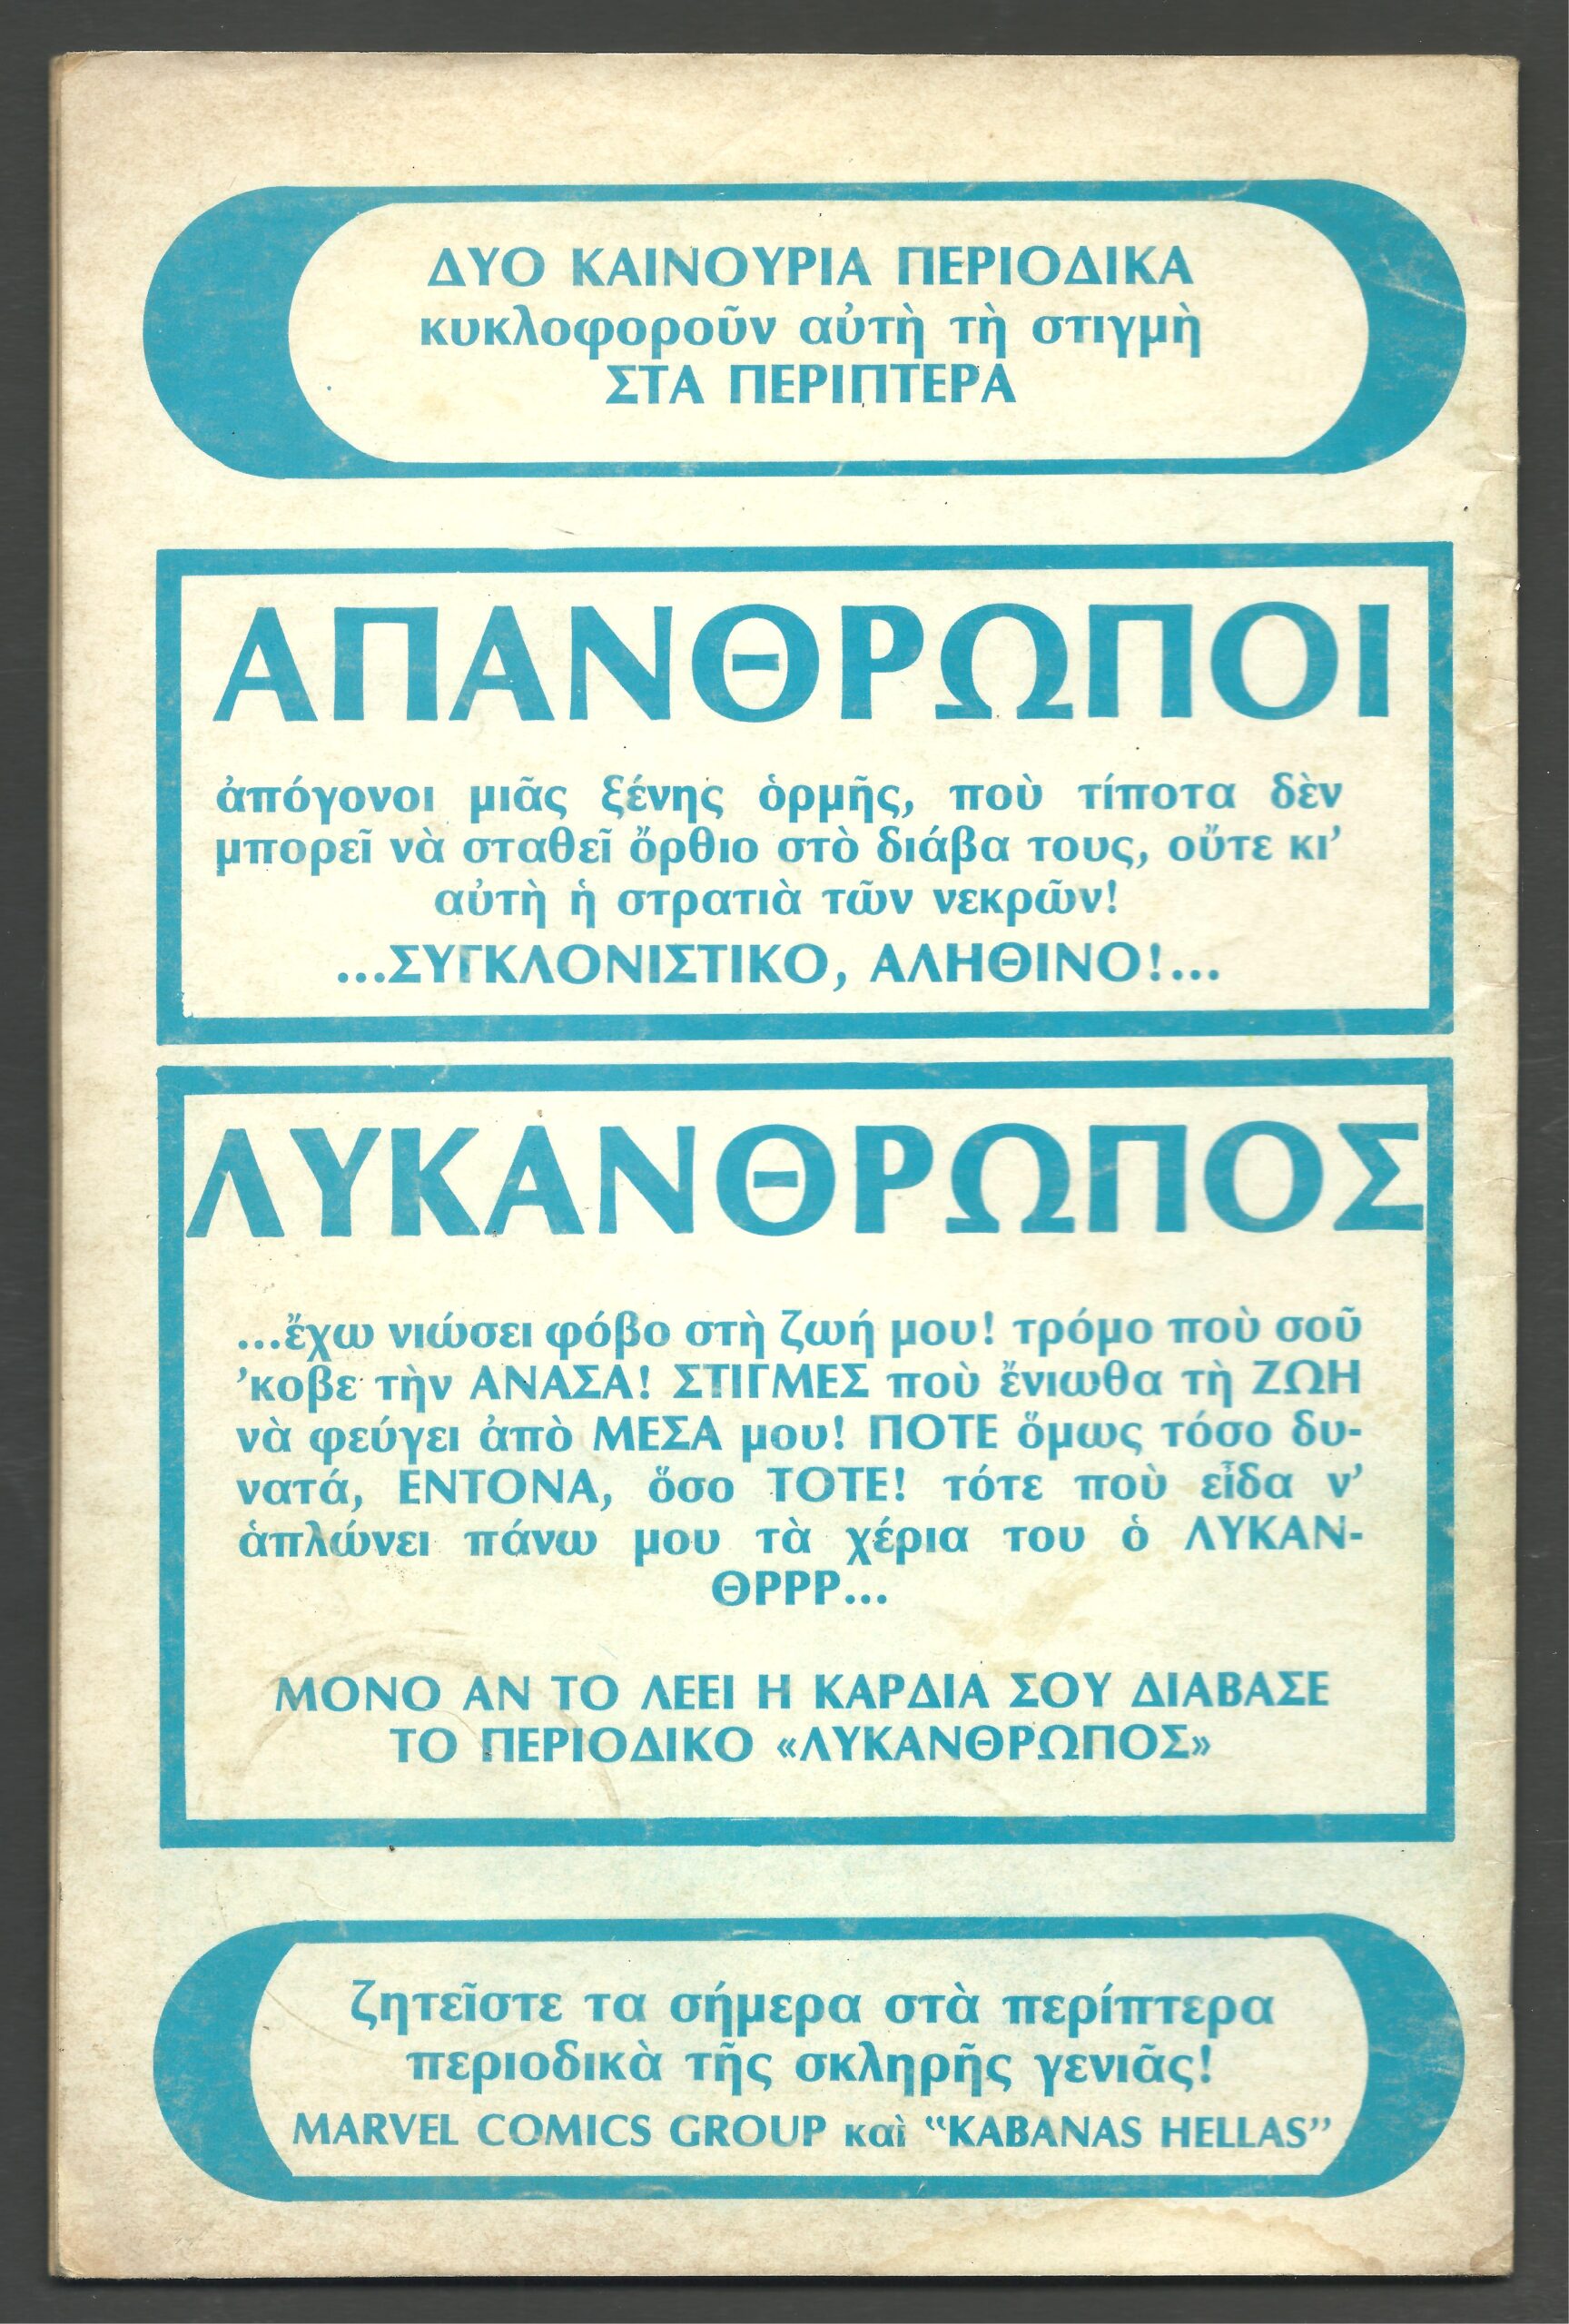 ΔΥΟ ΚΑΙΝΟΥΡΙΑ ΠΕΡΙΟΔΙΚΑ
κυκλοφοροῦν αὐτὴ τὴ στιγμὴ
ΣΤΑ ΠΕΡΙΠΤΕΡΑ
ΑΠΑΝΘΡΩΠΟΙ
ἀπόγονοι μιᾶς ξένης ὁρμῆς, ποὺ τίποτα δὲν
μπορεῖ νὰ σταθεῖ ὄρθιο στὸ διάβα τους, οὔτε κι'
αὐτὴ ἡ στρατιὰ τῶν νεκρῶν!
...ΣΥΓΚΛΟΝΙΣΤΙΚΟ, ΑΛΗΘΙΝΟ!...
ΛΥΚΑΝΘΡΩΠΟΣ
...ἔχω νιώσει φόβο στὴ ζωή μου! τρόμο ποὺ σοῦ
'κοβε τὴν ΑΝΑΣΑ! ΣΤΙΓΜΕΣ ποὺ ἔνιωθα τὴ ΖΩΗ
νὰ φεύγει ἀπὸ ΜΕΣΑ μου! ΠΟΤΕ ὅμως τόσο δυ-
νατά, ΕΝΤΟΝΑ, ὅσο ΤΟΤΕ! τότε ποὺ εἶδα ν'
ἁπλώνει πάνω μου τὰ χέρια του ὁ ΛΥΚΑΝ-
ΘΡΡΡ...
ΜΟΝΟ ΑΝ ΤΟ ΛΕΕΙ Η ΚΑΡΔΙΑ ΣΟΥ ΔΙΑΒΑΣΕ
ΤΟ ΠΕΡΙΟΔΙΚΟ «ΛΥΚΑΝΘΡΩΠΟΣ»
ζητεῖστε τα σήμερα στὰ περίπτερα
περιοδικὰ τῆς σκληρῆς γενιᾶς!
MARVEL COMICS GROUP καὶ "KABANAS HELLAS"